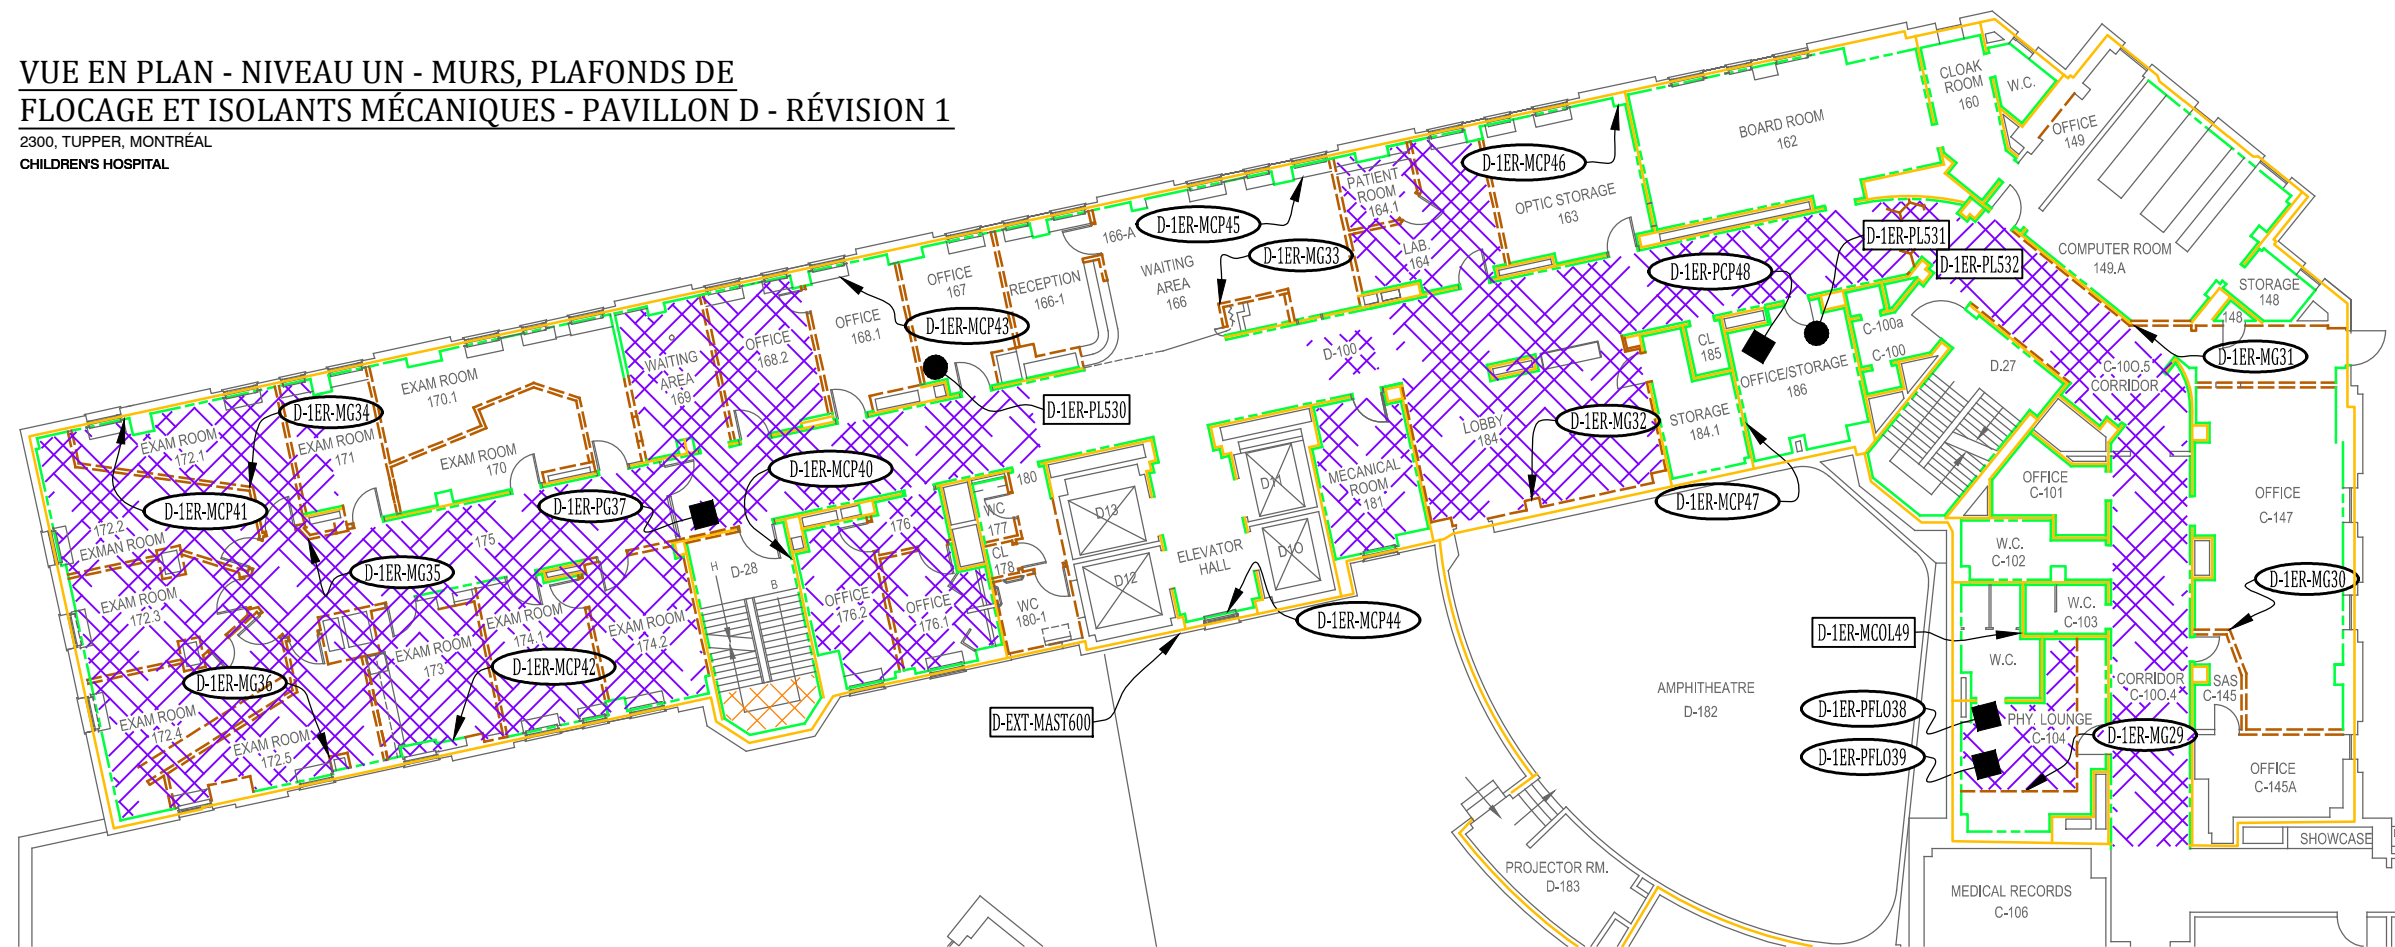 VUE EN PLAN - NIVEAU UN - MURS, PLAFONDS DE
FLOCAGE ET ISOLANTS MÉCANIQUES - PAVILLON D - RÉVISION 1
2300, TUPPER, MONTRÉAL
CHILDREN'S HOSPITAL
CLOAK
ROOM
160
W.C.
OFFICE
149
BOARD ROOM
162
D-1ER-MCP46
OPTIC STORAGE
163
PATIENT
ROOM
164.1
LAB.
164
D-1ER-MCP45
166-A
D-1ER-MG33
WAITING
AREA
166
RECEPTION
166-1
OFFICE
167
D-1ER-MCP43
OFFICE
168.1
OFFICE
168.2
WAITING
AREA
169
D-1ER-PL531
D-1ER-PL532
D-1ER-PCP48
COMPUTER ROOM
149.A
STORAGE
148
148
D-1ER-MG31
C-100.5
CORRIDOR
D.27
C-100a
C-100
OFFICE/STORAGE
186
CL
185
D-100
STORAGE
184.1
D-1ER-MG32
LOBBY
184
D-1ER-MCP47
MECANICAL
ROOM
181
D-1ER-PL530
EXAM ROOM
170.1
EXAM ROOM
170
D-1ER-MG34
EXAM ROOM
171
EXAM ROOM
172.1
D-1ER-MCP41
172.2
EXMAN ROOM
D-1ER-MG35
175
D-1ER-PG37
D-1ER-MCP40
180
WC
177
CL
178
WC
180-1
176
OFFICE
176.2
OFFICE
176.1
D-28
H
B
D13
D12
D11
D10
ELEVATOR
HALL
D-1ER-MCP44
D-EXT-MAST600
EXAM ROOM
172.3
EXAM ROOM
172.4
EXAM ROOM
172.5
D-1ER-MG36
EXAM ROOM
173
EXAM ROOM
174.1
EXAM ROOM
174.2
D-1ER-MCP42
OFFICE
C-101
OFFICE
C-147
W.C.
C-102
W.C.
C-103
D-1ER-MG30
D-1ER-MCOL49
W.C.
CORRIDOR
C-100.4
SAS
C-145
D-1ER-PFLO38
D-1ER-PFLO39
PHY. LOUNGE
C-104
D-1ER-MG29
OFFICE
C-145A
AMPHITHEATRE
D-182
PROJECTOR RM.
D-183
SHOWCASE
MEDICAL RECORDS
C-106